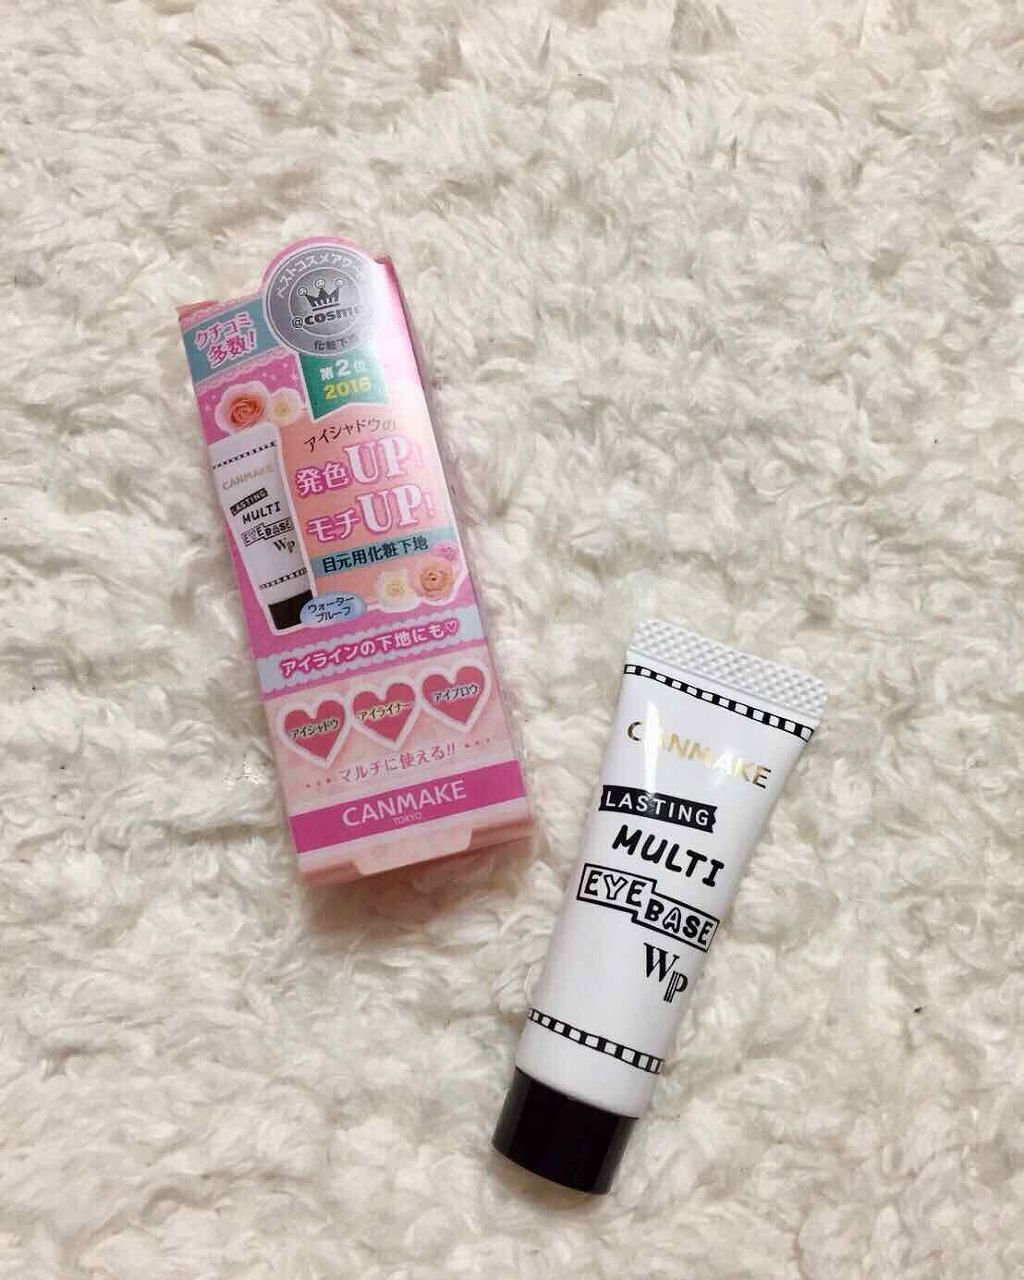 ベストコスメアワード
@cosme
化粧下地
第2位
2016
クチコミ
多数!
アイシャドウの
発色UP!
モチUP!
目元用化粧下地
CANMAKE
LASTING
MULTI
EYE BASE
WP
ウォーター
プルーフ
アイラインの下地にも♡
アイシャドウ
アイライナー
アイブロウ
マルチに使える!!
CANMAKE
TOKYO
CANMAKE
LASTING
MULTI
EYE BASE
WP